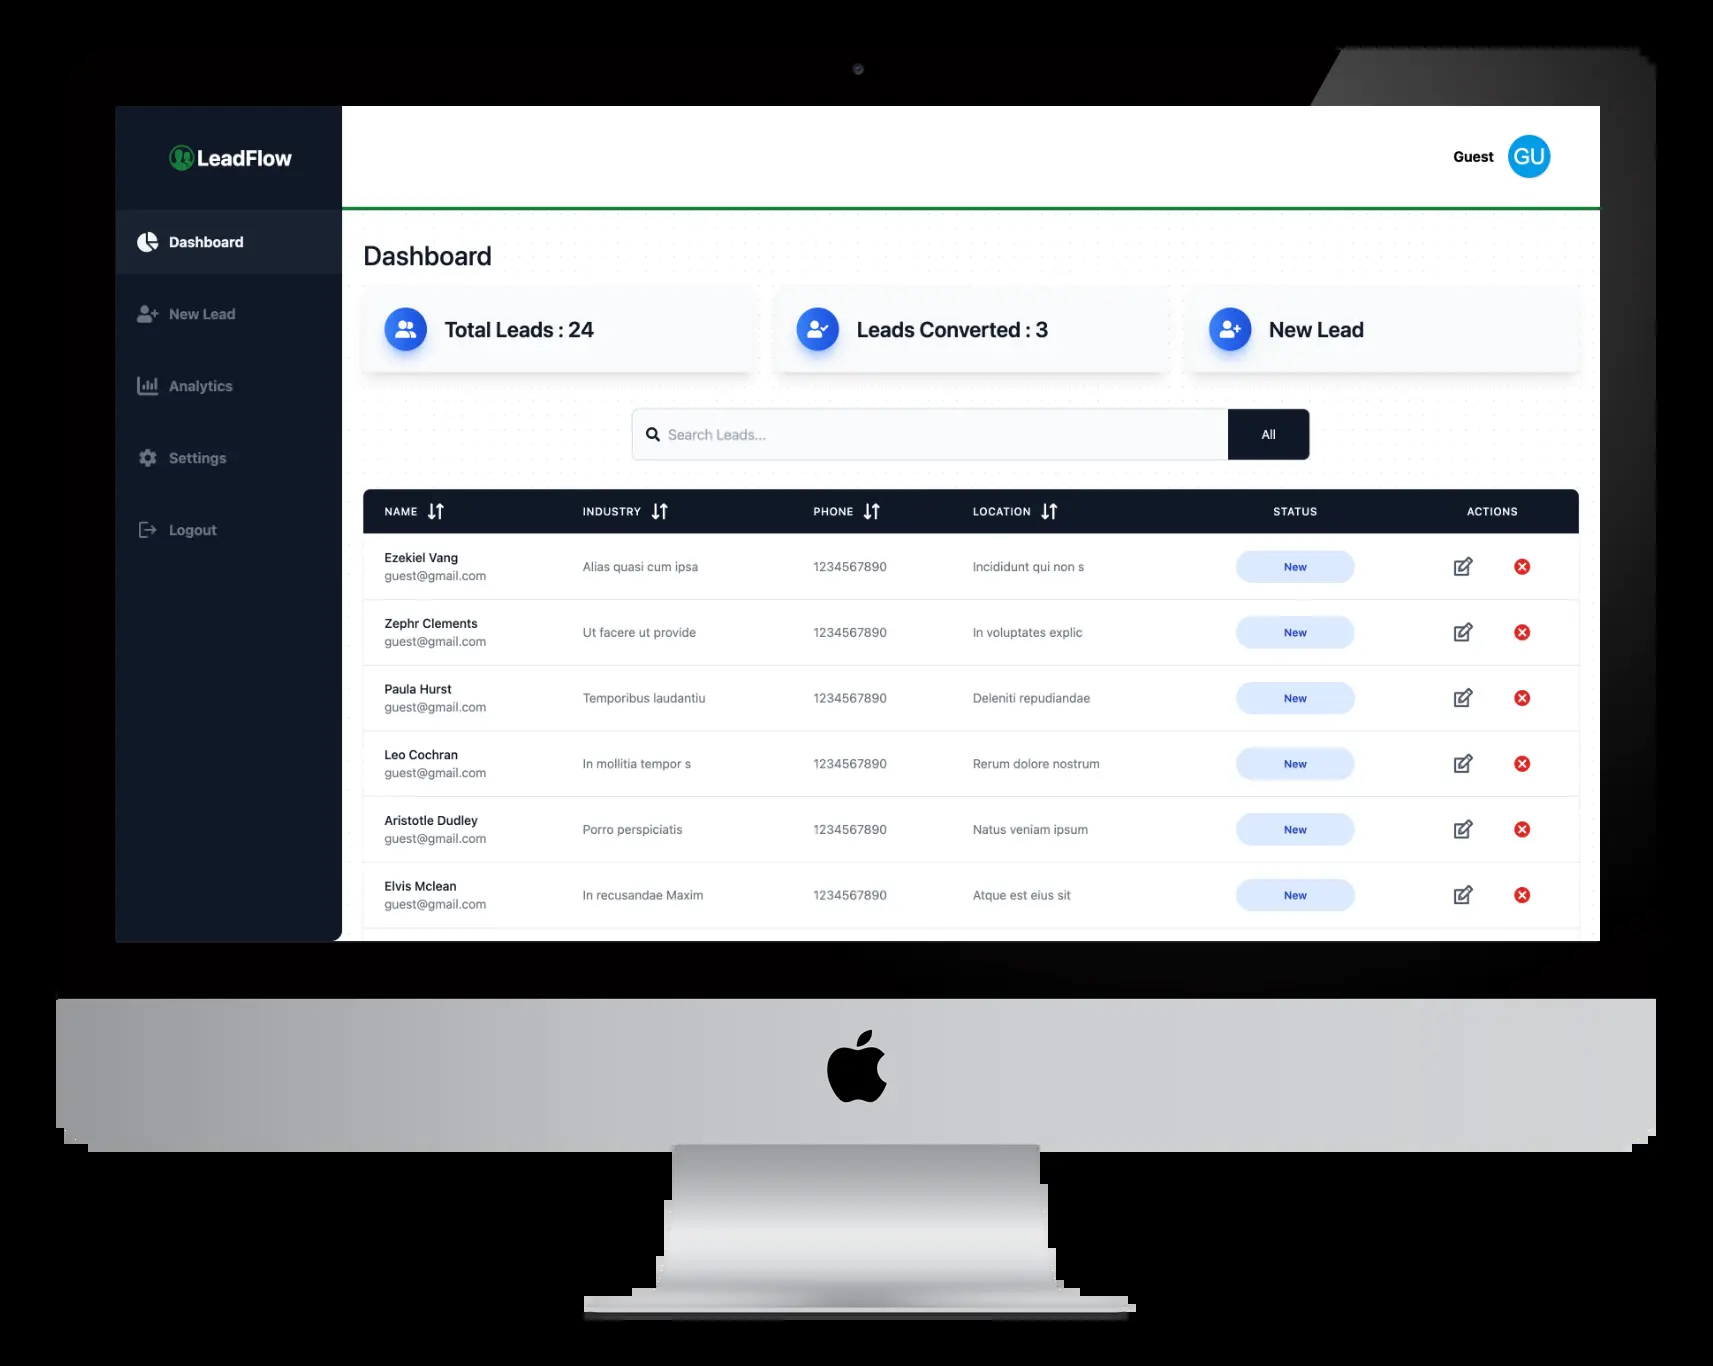 LeadFlow
Guest
GU
Dashboard
New Lead
Analytics
Settings
Logout
Dashboard
Total Leads : 24
Leads Converted : 3
New Lead
Search Leads...
All
NAME INDUSTRY PHONE LOCATION STATUS ACTIONS
Ezekiel Vang
guest@gmail.com
Alias quasi cum ipsa
1234567890
Incididunt qui non s
New
Zephr Clements
guest@gmail.com
Ut facere ut provide
1234567890
In voluptates explic
New
Paula Hurst
guest@gmail.com
Temporibus laudantiu
1234567890
Deleniti repudiandae
New
Leo Cochran
guest@gmail.com
In mollitia tempor s
1234567890
Rerum dolore nostrum
New
Aristotle Dudley
guest@gmail.com
Porro perspiciatis
1234567890
Natus veniam ipsum
New
Elvis Mclean
guest@gmail.com
In recusandae Maxim
1234567890
Atque est eius sit
New